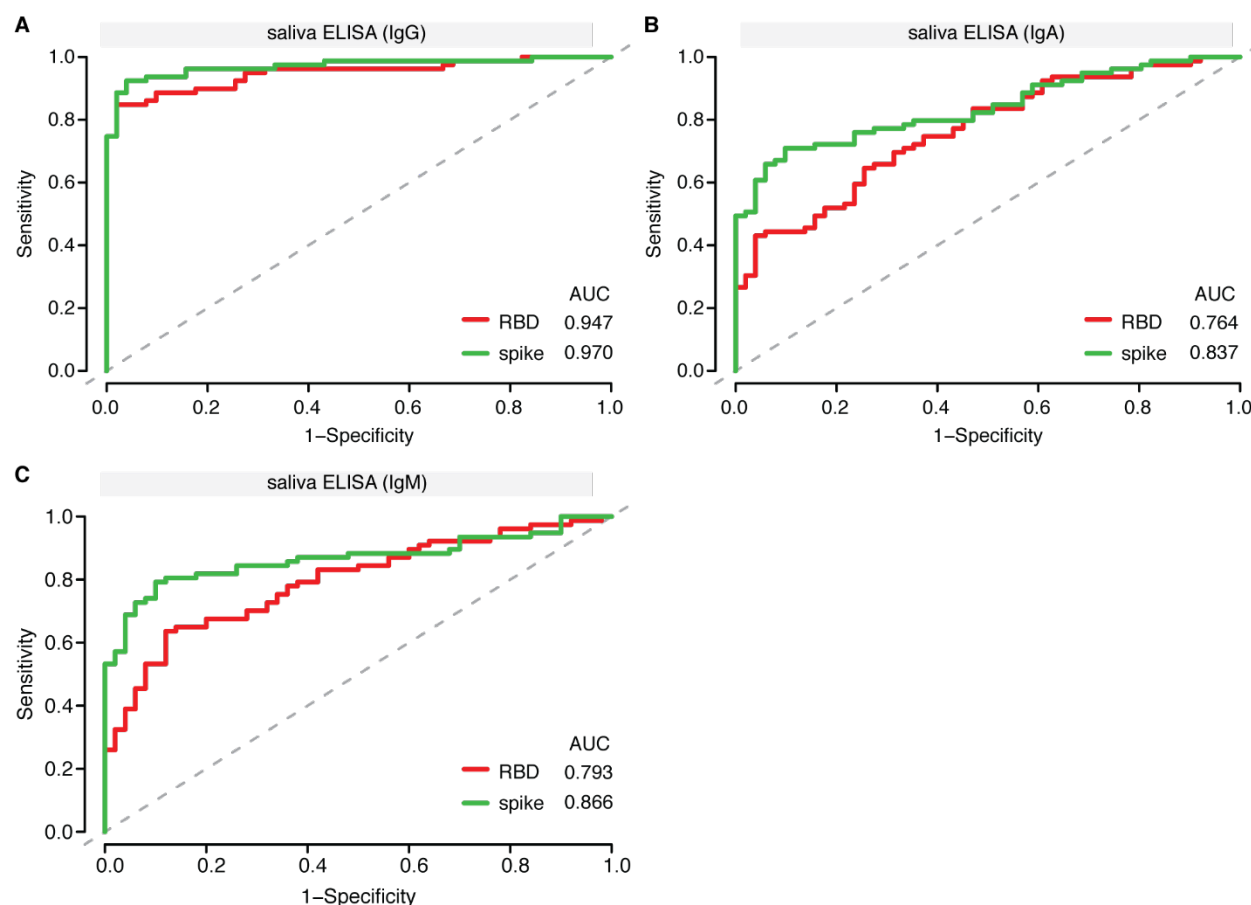 A
saliva ELISA (IgG)
1.0
0.8
0.6
0.4
0.2
0.0
Sensitivity
AUC
RBD 0.947
spike 0.970
0.0 0.2 0.4 0.6 0.8 1.0
1–Specificity
B
saliva ELISA (IgA)
1.0
0.8
0.6
0.4
0.2
0.0
Sensitivity
AUC
RBD 0.764
spike 0.837
0.0 0.2 0.4 0.6 0.8 1.0
1–Specificity
C
saliva ELISA (IgM)
1.0
0.8
0.6
0.4
0.2
0.0
Sensitivity
AUC
RBD 0.793
spike 0.866
0.0 0.2 0.4 0.6 0.8 1.0
1–Specificity